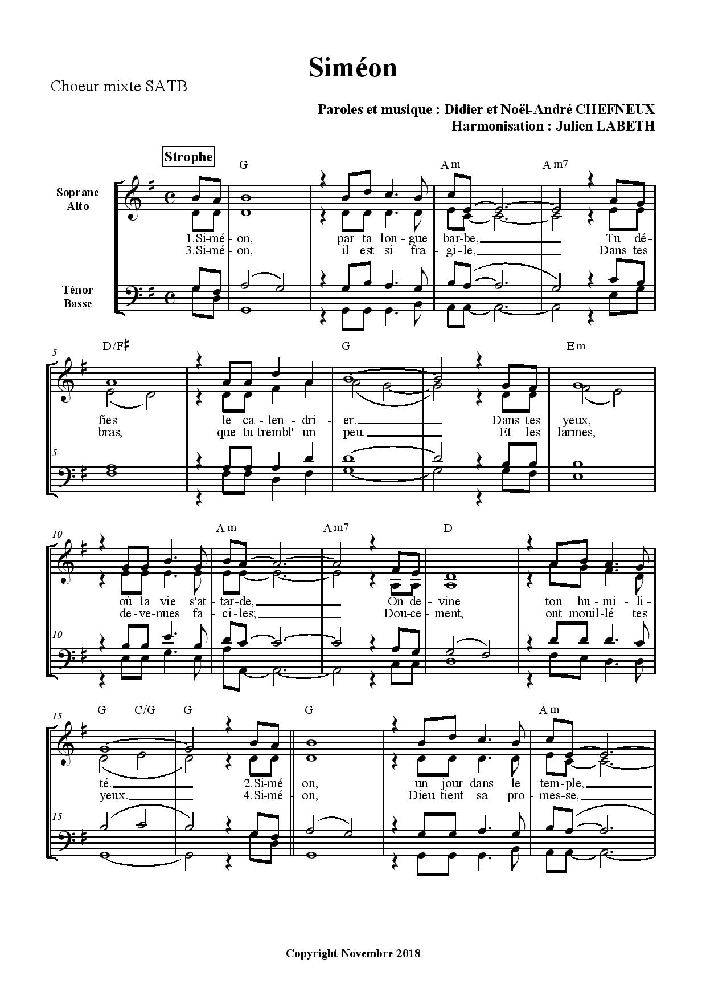 Siméon
Choeur mixte SATB
Paroles et musique : Didier et Noël-André CHEFNEUX
Harmonisation : Julien LABETH
Strophe
G Am Am7
Soprane
Alto
1.Si-mé - on, par ta lon - gue bar-be, Tu dé-
3.Si-mé - on, il est si fra - gi-le, Dans tes
Ténor
Basse
5 D/F# G Em
fies le ca - len - dri - er. Dans tes yeux,
bras, que tu trembl' un peu. Et les larmes,
5
10 Am Am7 D
où la vie s'at - tar-de, On de - vine ton hu - mi - li-
de-ve-nues fa - ci-les; Dou-ce - ment, ont mouil-lé tes
10
15 G C/G G G Am
té. 2.Si-mé - on, un jour dans le tem-ple,
yeux. 4.Si-mé - on, Dieu tient sa pro - mes-se,
15
Copyright Novembre 2018